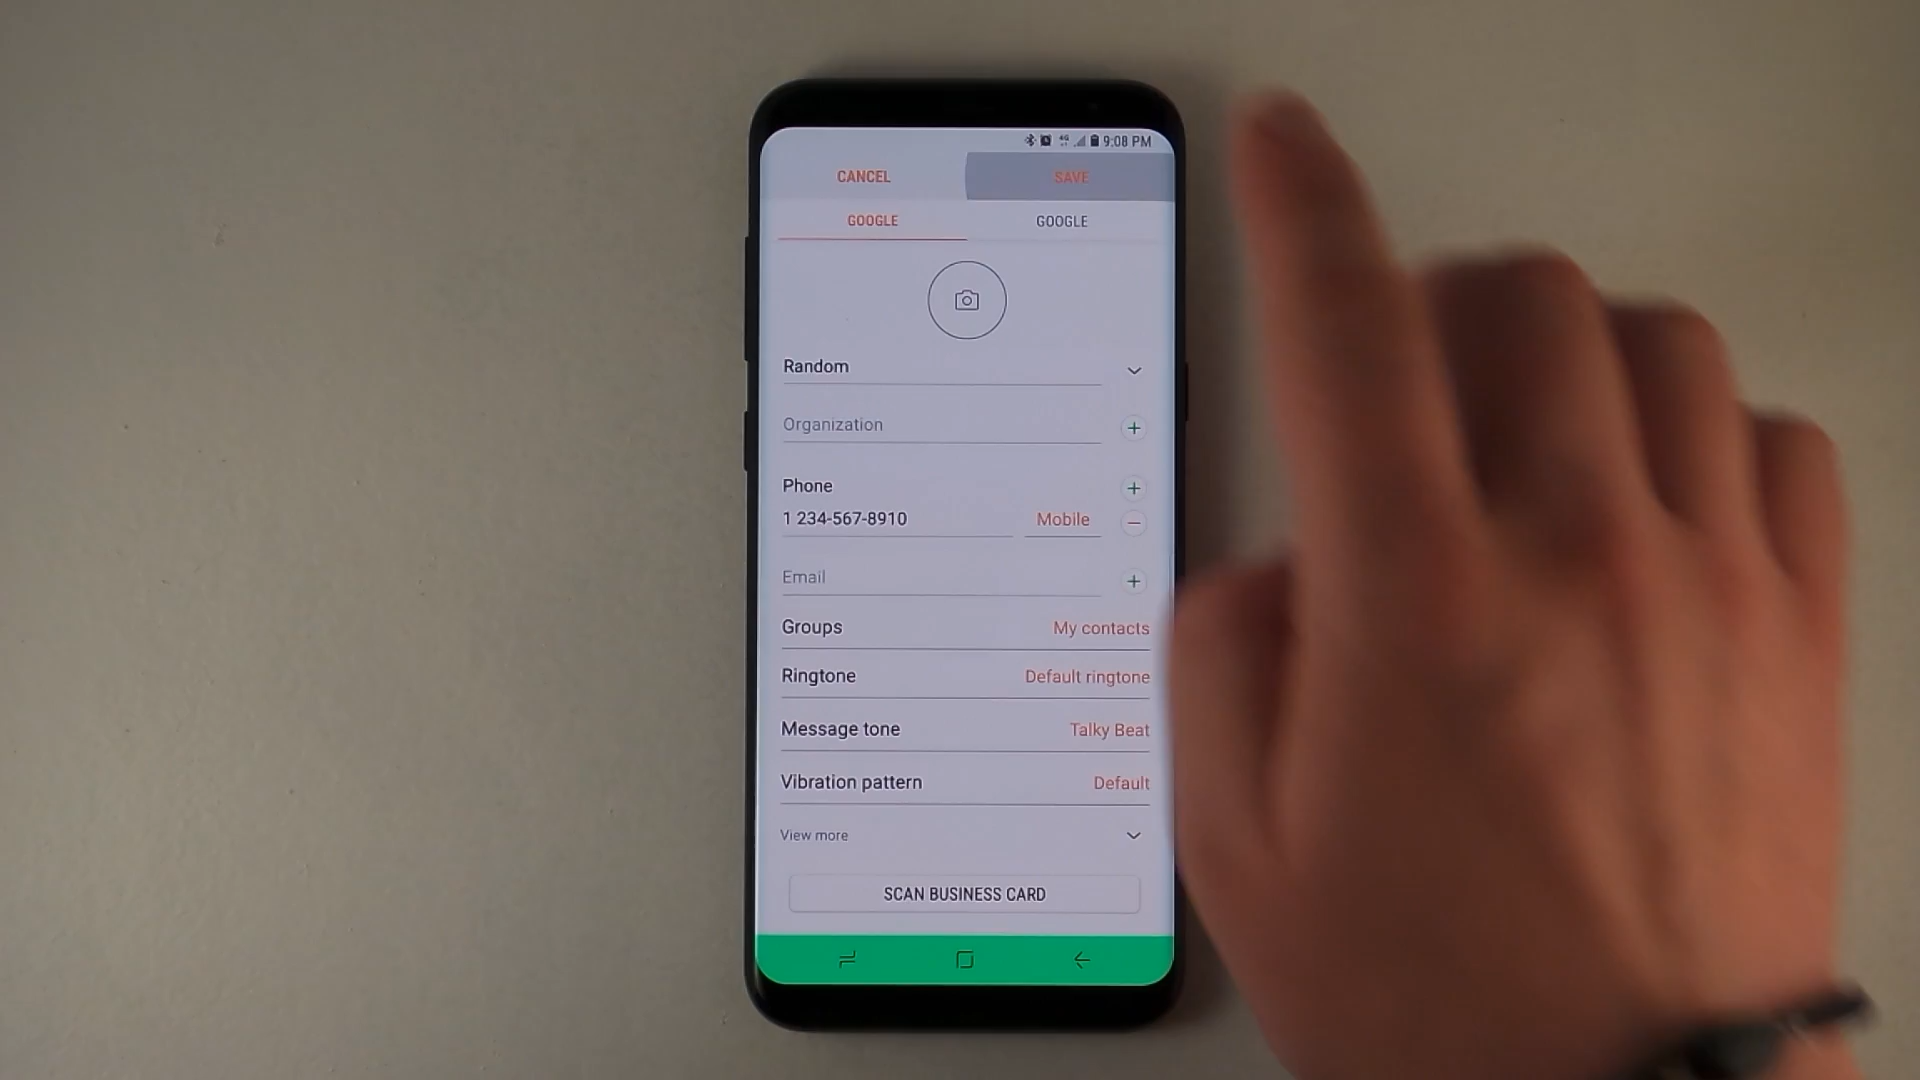 4G 9:08 PM
CANCEL SAVE
GOOGLE GOOGLE
Random
Organization
Phone
1 234-567-8910 Mobile
Email
Groups My contacts
Ringtone Default ringtone
Message tone Talky Beat
Vibration pattern Default
View more
SCAN BUSINESS CARD